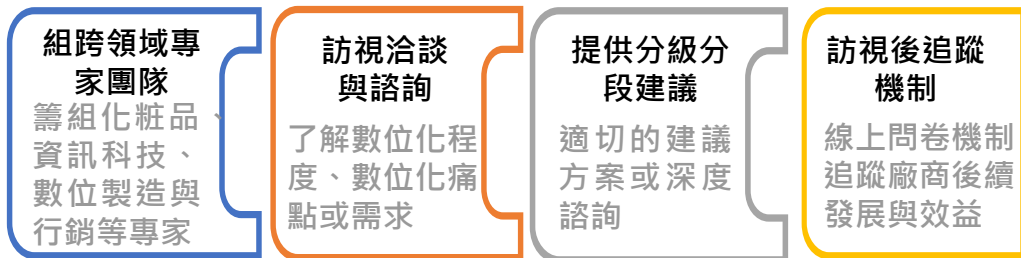 組跨領域專
家團隊
籌組化粧品、
資訊科技、
數位製造與
行銷等專家
訪視洽談
與諮詢
了解數位化程
度、數位化痛
點或需求
提供分級分
段建議
適切的建議
方案或深度
諮詢
訪視後追蹤
機制
線上問卷機制
追蹤廠商後續
發展與效益